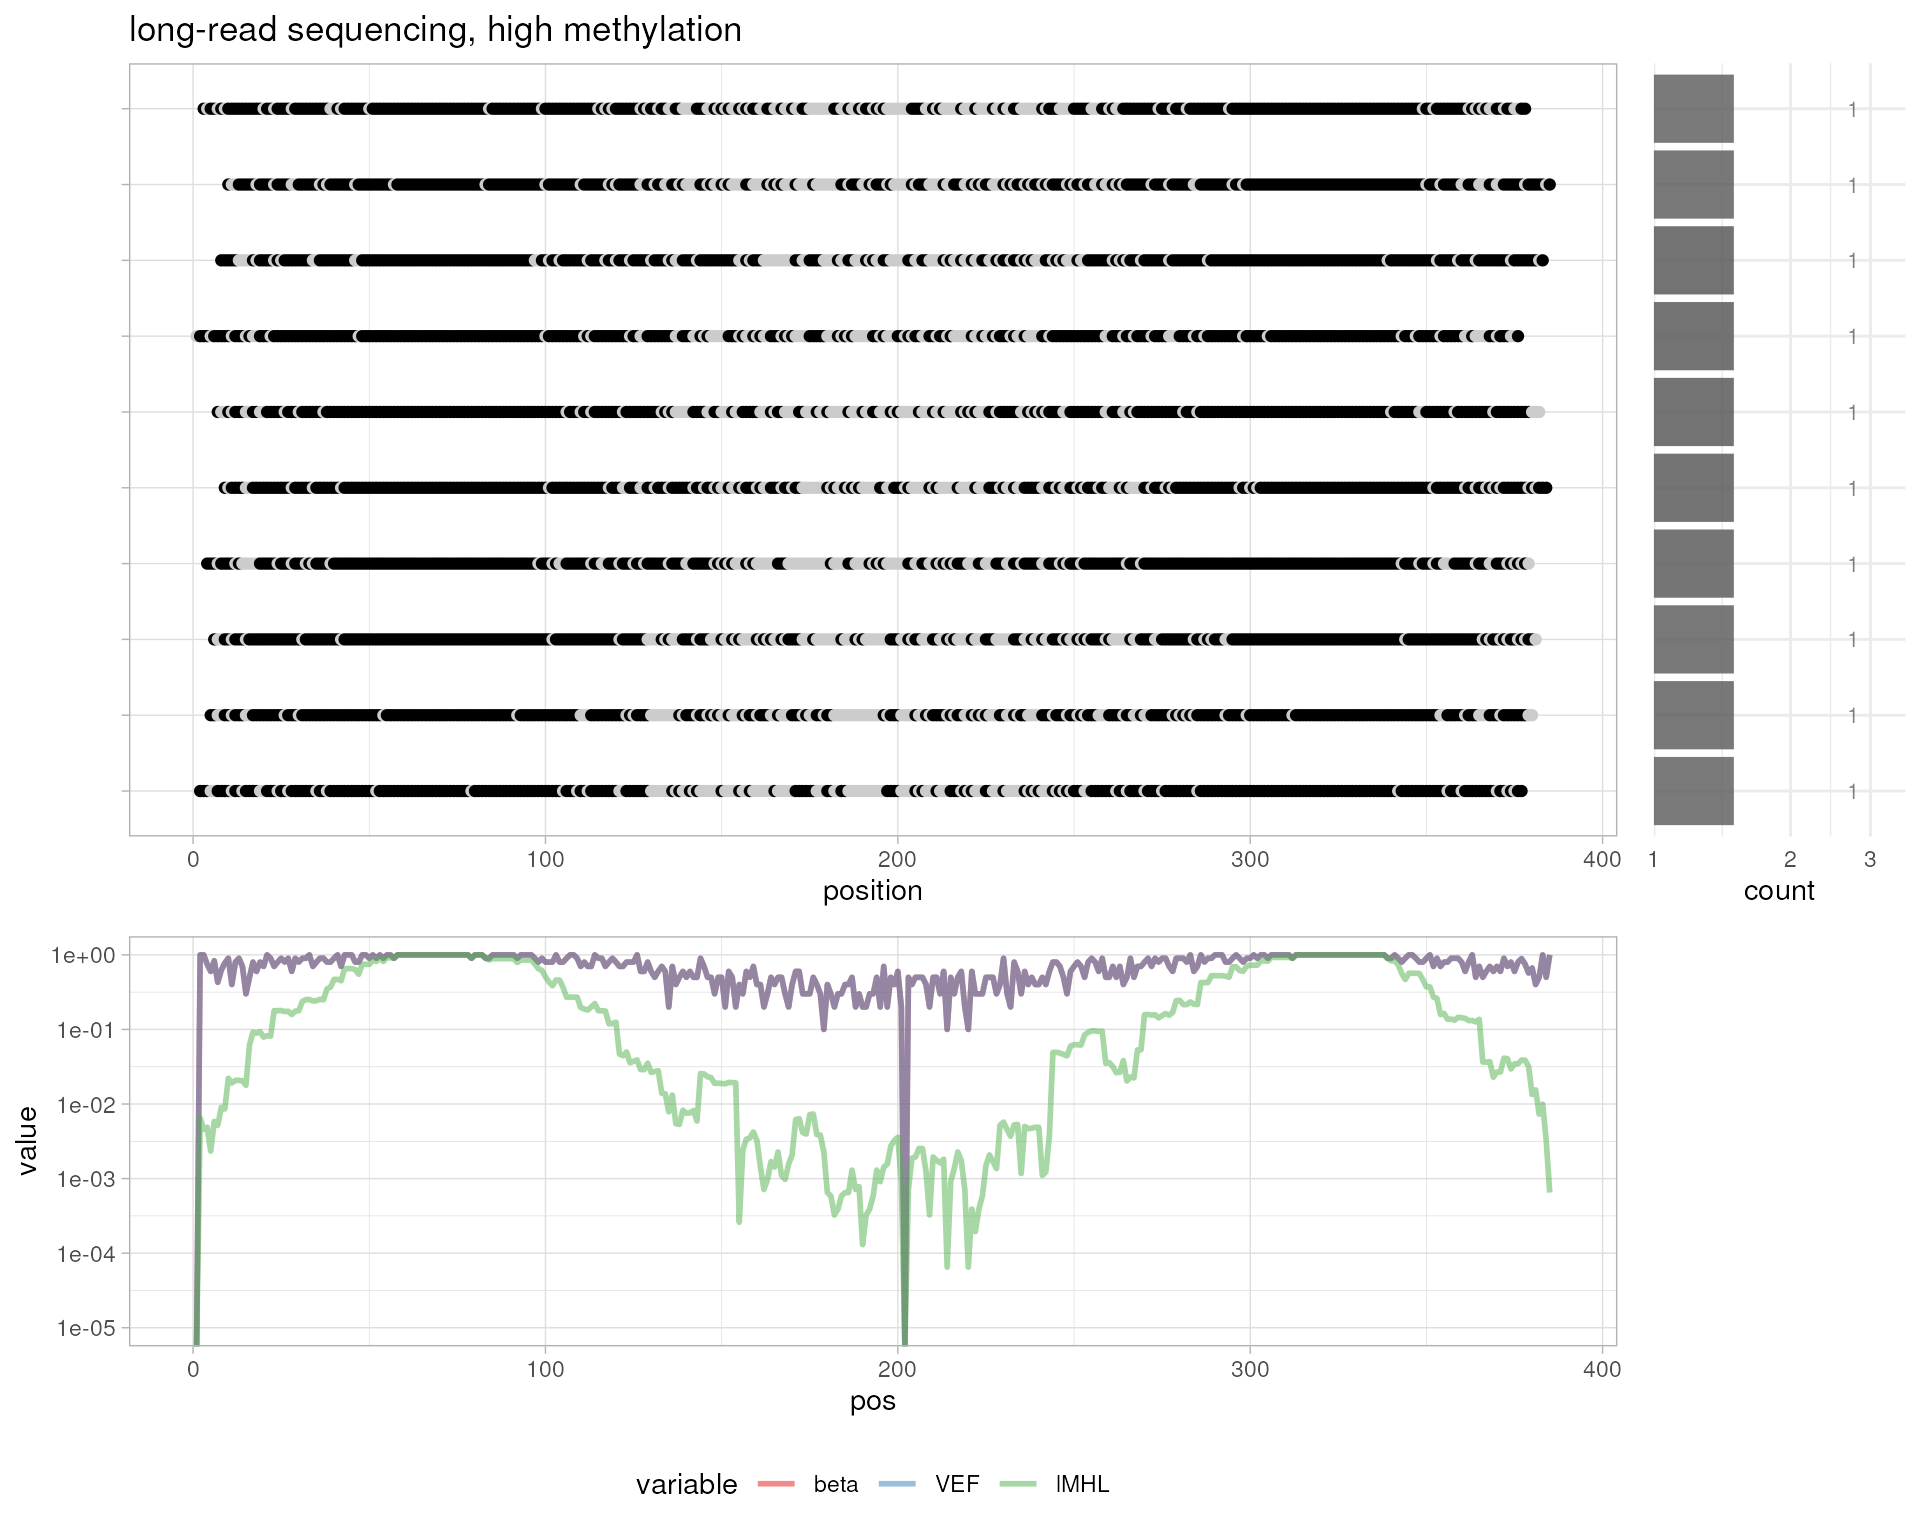 long-read sequencing, high methylation
1
1
1
1
1
1
1
1
1
1
0 100 200 300 400 1 2 3
position count
1e+00
1e-01
1e-02
1e-03
1e-04
1e-05
value
0 100 200 300 400
pos
variable beta VEF lMHL